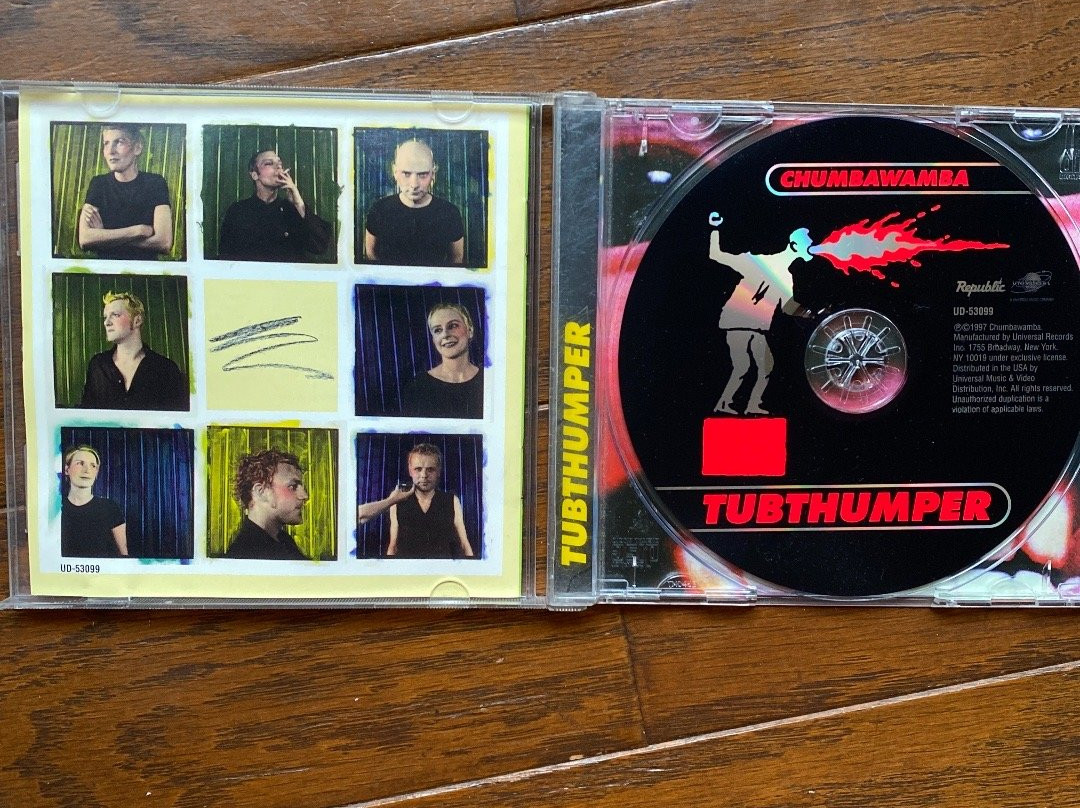 UD-53099
TUBTHUMPER
CHUMBAWAMBA
Republic
UNIVERSAL
UD-53099
℗©1997 Chumbawamba.
Manufactured by Universal Records
Inc. 1755 Broadway, New York.
NY 10019 under exclusive license.
Distributed in the USA by
Universal Music & Video
Distribution, Inc. All rights reserved.
Unauthorized duplication is a
violation of applicable laws.
TUBTHUMPER